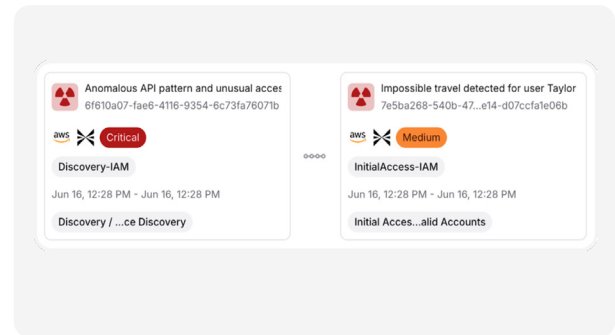 Anomalous API pattern and unusual acces
6f610a07-fae6-4116-9354-6c73fa76071b
aws
Critical
Discovery-IAM
Jun 16, 12:28 PM - Jun 16, 12:28 PM
Discovery / ...ce Discovery
Impossible travel detected for user Taylor
7e5ba268-540b-47...e14-d07ccfa1e06b
aws
Medium
InitialAccess-IAM
Jun 16, 12:28 PM - Jun 16, 12:28 PM
Initial Acces...alid Accounts